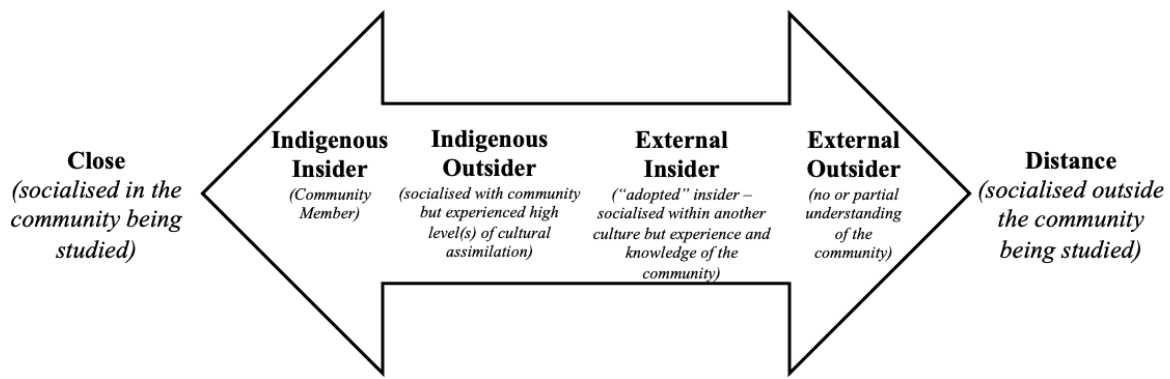 Close
(socialised in the
community being
studied)
Indigenous
Insider
(Community
Member)
Indigenous
Outsider
(socialised with community
but experienced high
level(s) of cultural
assimilation)
External
Insider
(“adopted” insider –
socialised within another
culture but experience and
knowledge of the
community)
External
Outsider
(no or partial
understanding
of the
community)
Distance
(socialised outside
the community
being studied)